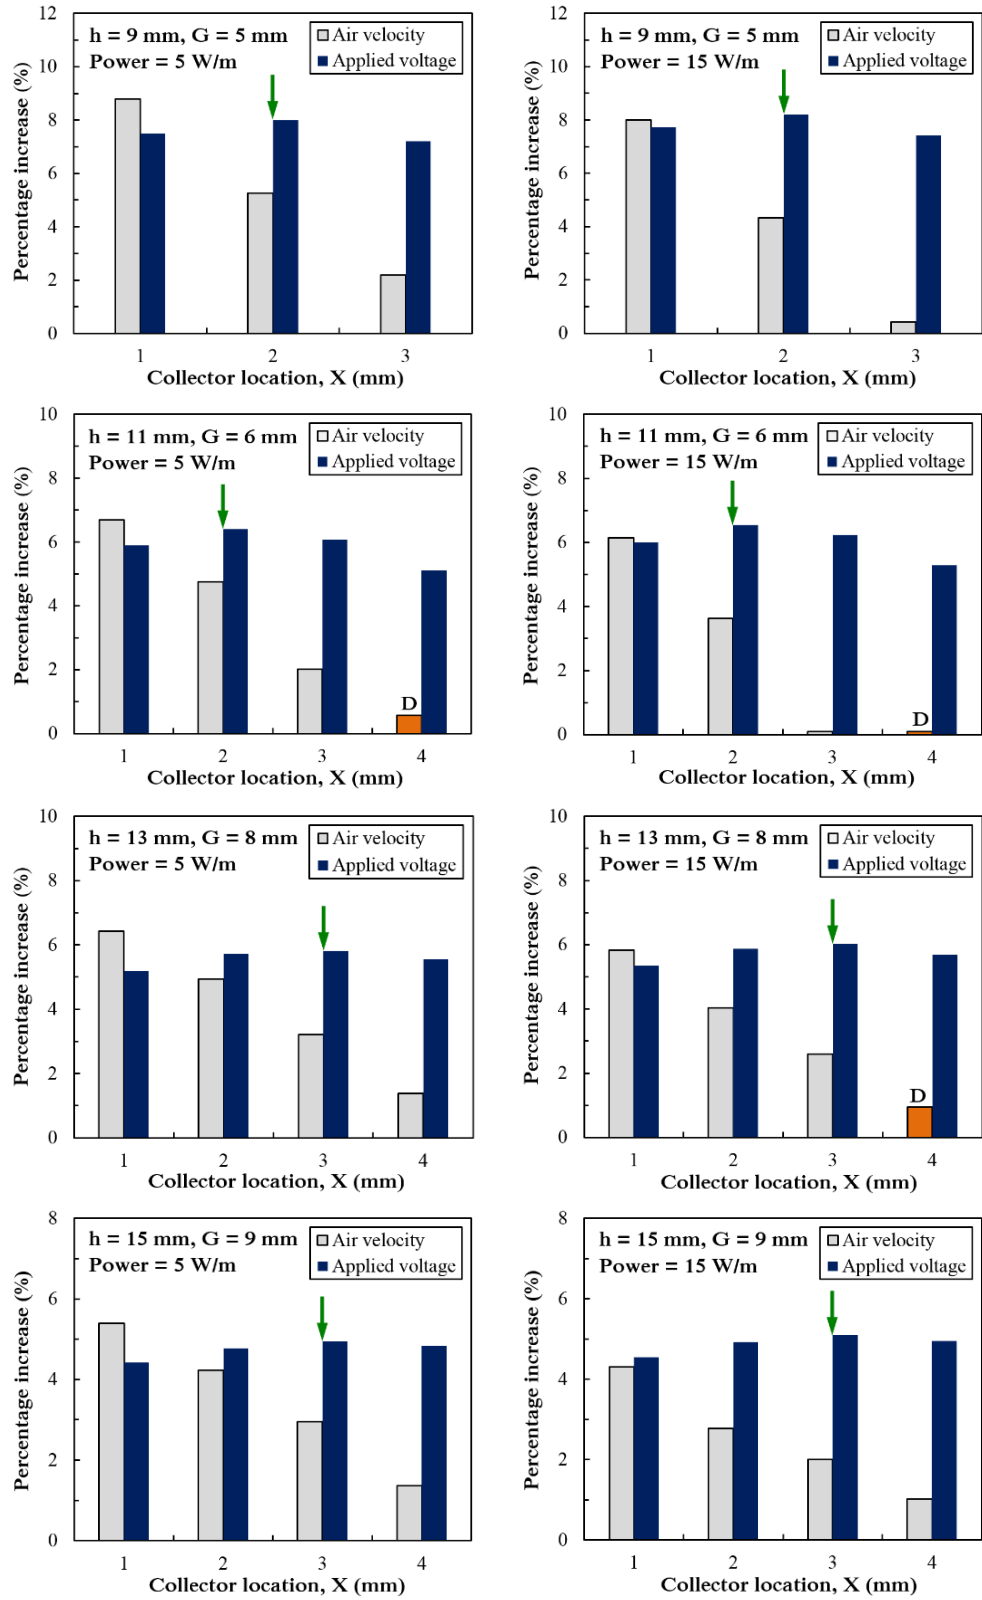 h = 9 mm, G = 5 mm
Power = 5 W/m
Air velocity
Applied voltage
Percentage increase (%)
12
10
8
6
4
2
0
1 2 3
Collector location, X (mm)
h = 9 mm, G = 5 mm
Power = 15 W/m
Air velocity
Applied voltage
Percentage increase (%)
12
10
8
6
4
2
0
1 2 3
Collector location, X (mm)
h = 11 mm, G = 6 mm
Power = 5 W/m
Air velocity
Applied voltage
Percentage increase (%)
10
8
6
4
2
0
D
1 2 3 4
Collector location, X (mm)
h = 11 mm, G = 6 mm
Power = 15 W/m
Air velocity
Applied voltage
Percentage increase (%)
10
8
6
4
2
0
D
1 2 3 4
Collector location, X (mm)
h = 13 mm, G = 8 mm
Power = 5 W/m
Air velocity
Applied voltage
Percentage increase (%)
10
8
6
4
2
0
1 2 3 4
Collector location, X (mm)
h = 13 mm, G = 8 mm
Power = 15 W/m
Air velocity
Applied voltage
Percentage increase (%)
10
8
6
4
2
0
D
1 2 3 4
Collector location, X (mm)
h = 15 mm, G = 9 mm
Power = 5 W/m
Air velocity
Applied voltage
Percentage increase (%)
8
6
4
2
0
1 2 3 4
Collector location, X (mm)
h = 15 mm, G = 9 mm
Power = 15 W/m
Air velocity
Applied voltage
Percentage increase (%)
8
6
4
2
0
1 2 3 4
Collector location, X (mm)